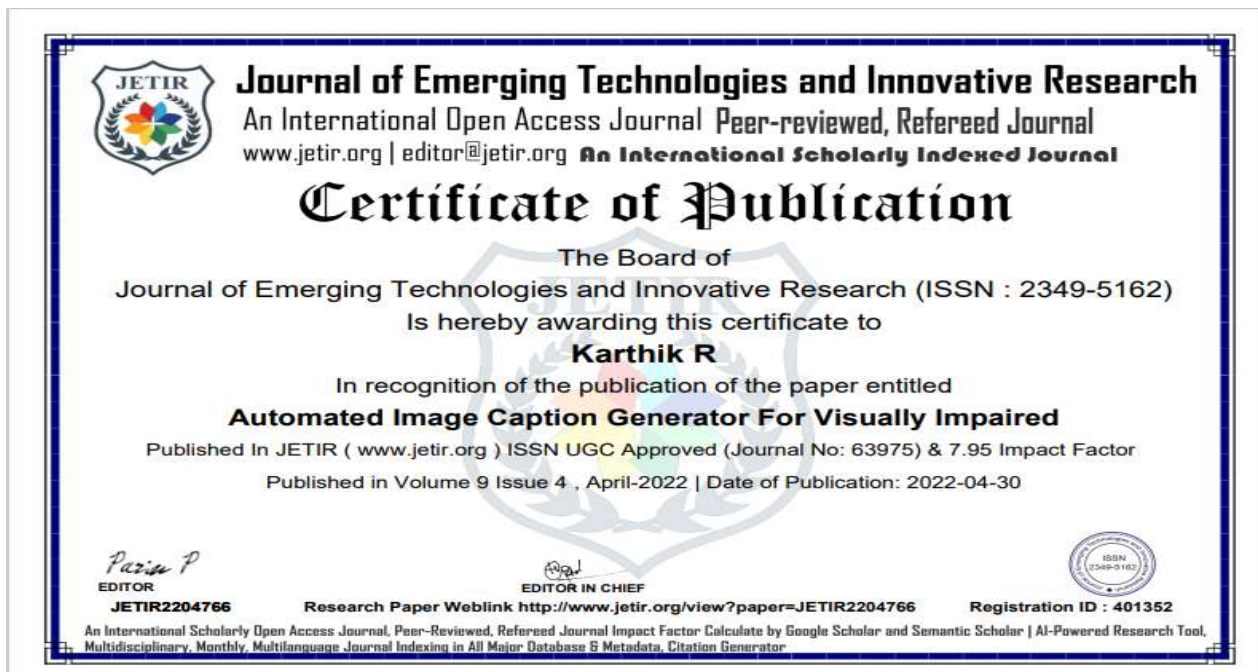 JETIR
Journal of Emerging Technologies and Innovative Research
An International Open Access Journal Peer-reviewed, Refereed Journal
www.jetir.org | editor@jetir.org An International Scholarly Indexed Journal
Certificate of Publication
The Board of
Journal of Emerging Technologies and Innovative Research (ISSN : 2349-5162)
Is hereby awarding this certificate to
Karthik R
In recognition of the publication of the paper entitled
Automated Image Caption Generator For Visually Impaired
Published In JETIR ( www.jetir.org ) ISSN UGC Approved (Journal No: 63975) & 7.95 Impact Factor
Published in Volume 9 Issue 4 , April-2022 | Date of Publication: 2022-04-30
EDITOR
EDITOR IN CHIEF
ISSN
2349-5162
JETIR2204766 Research Paper Weblink http://www.jetir.org/view?paper=JETIR2204766 Registration ID : 401352
An International Scholarly Open Access Journal, Peer-Reviewed, Refereed Journal Impact Factor Calculate by Google Scholar and Semantic Scholar | AI-Powered Research Tool,
Multidisciplinary, Monthly, Multilanguage Journal Indexing in All Major Database & Metadata, Citation Generator